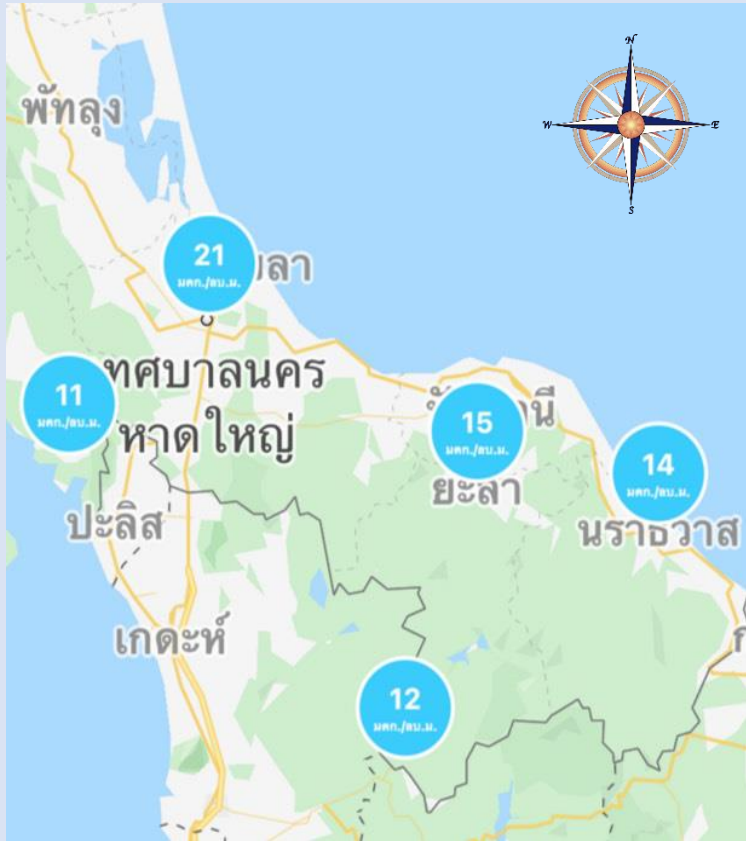 N
W
E
S
พัทลุง
21
มคก./ลบ.ม.
ทศบาลนคร
หาดใหญ่
11
มคก./ลบ.ม.
15
มคก./ลบ.ม.
ยะลา
14
มคก./ลบ.ม.
นราธิวาส
ปะลิส
เกดะห์
12
มคก./ลบ.ม.